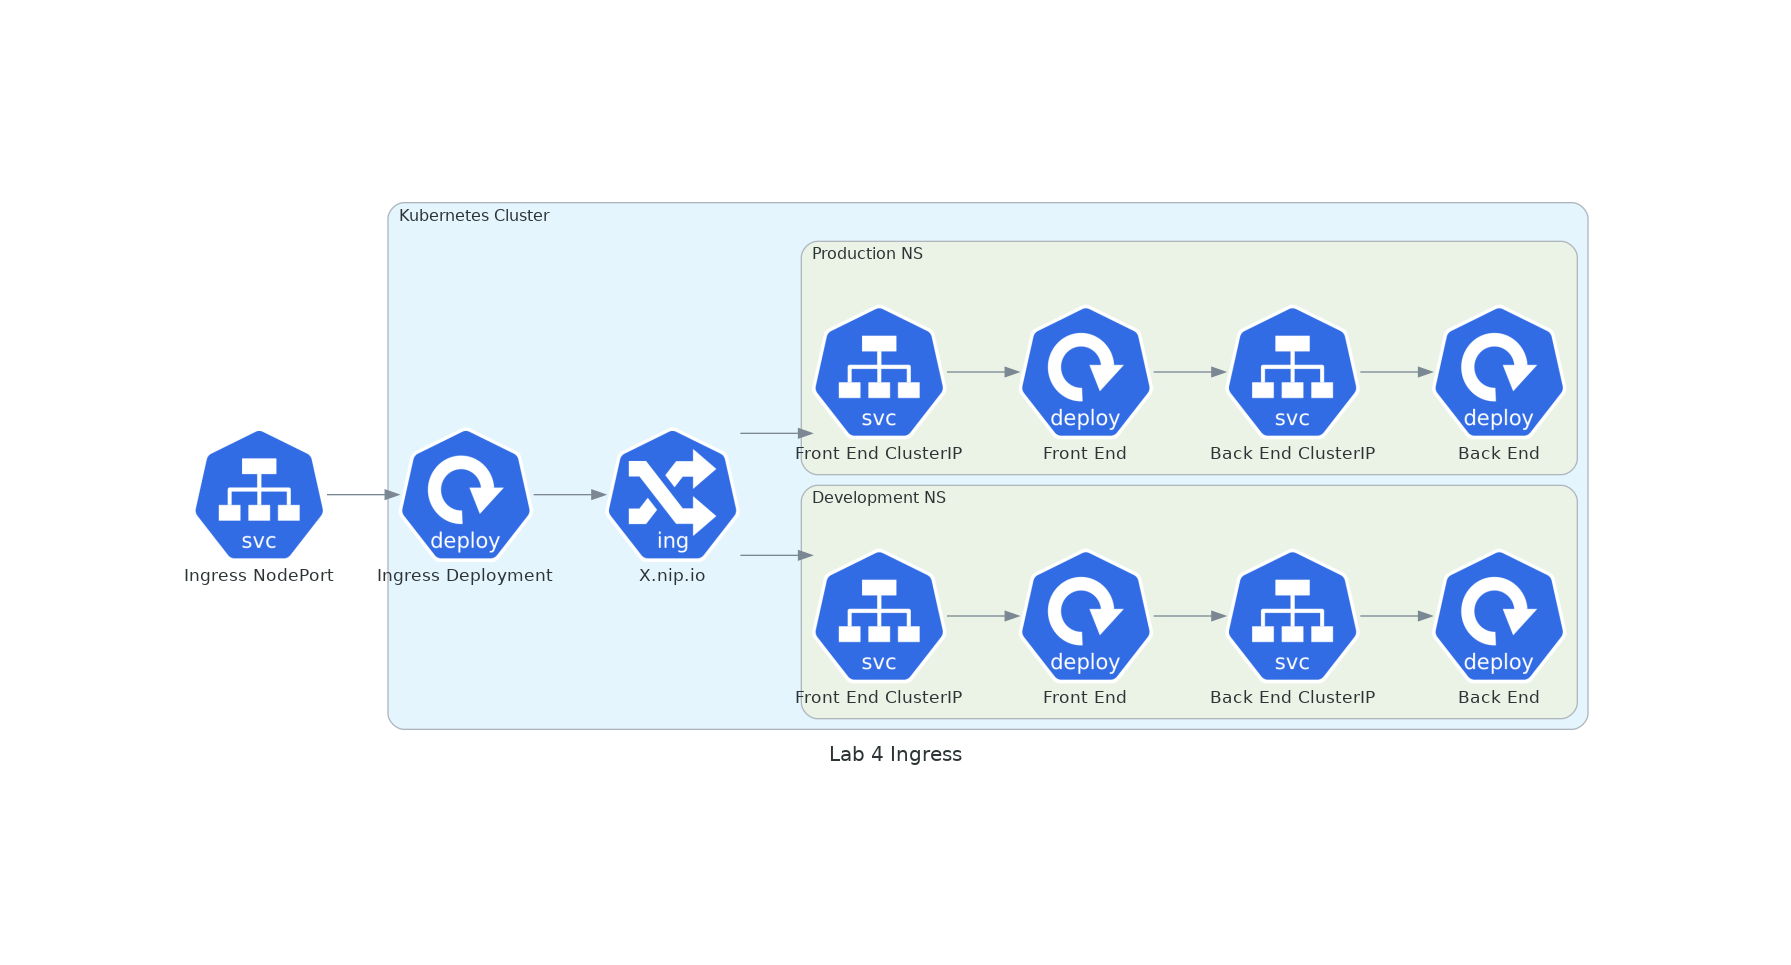 Kubernetes Cluster
Production NS
svc
deploy
svc
deploy
Front End ClusterIP
Front End
Back End ClusterIP
Back End
svc
deploy
ing
Ingress NodePort
Ingress Deployment
X.nip.io
Development NS
svc
deploy
svc
deploy
Front End ClusterIP
Front End
Back End ClusterIP
Back End
Lab 4 Ingress